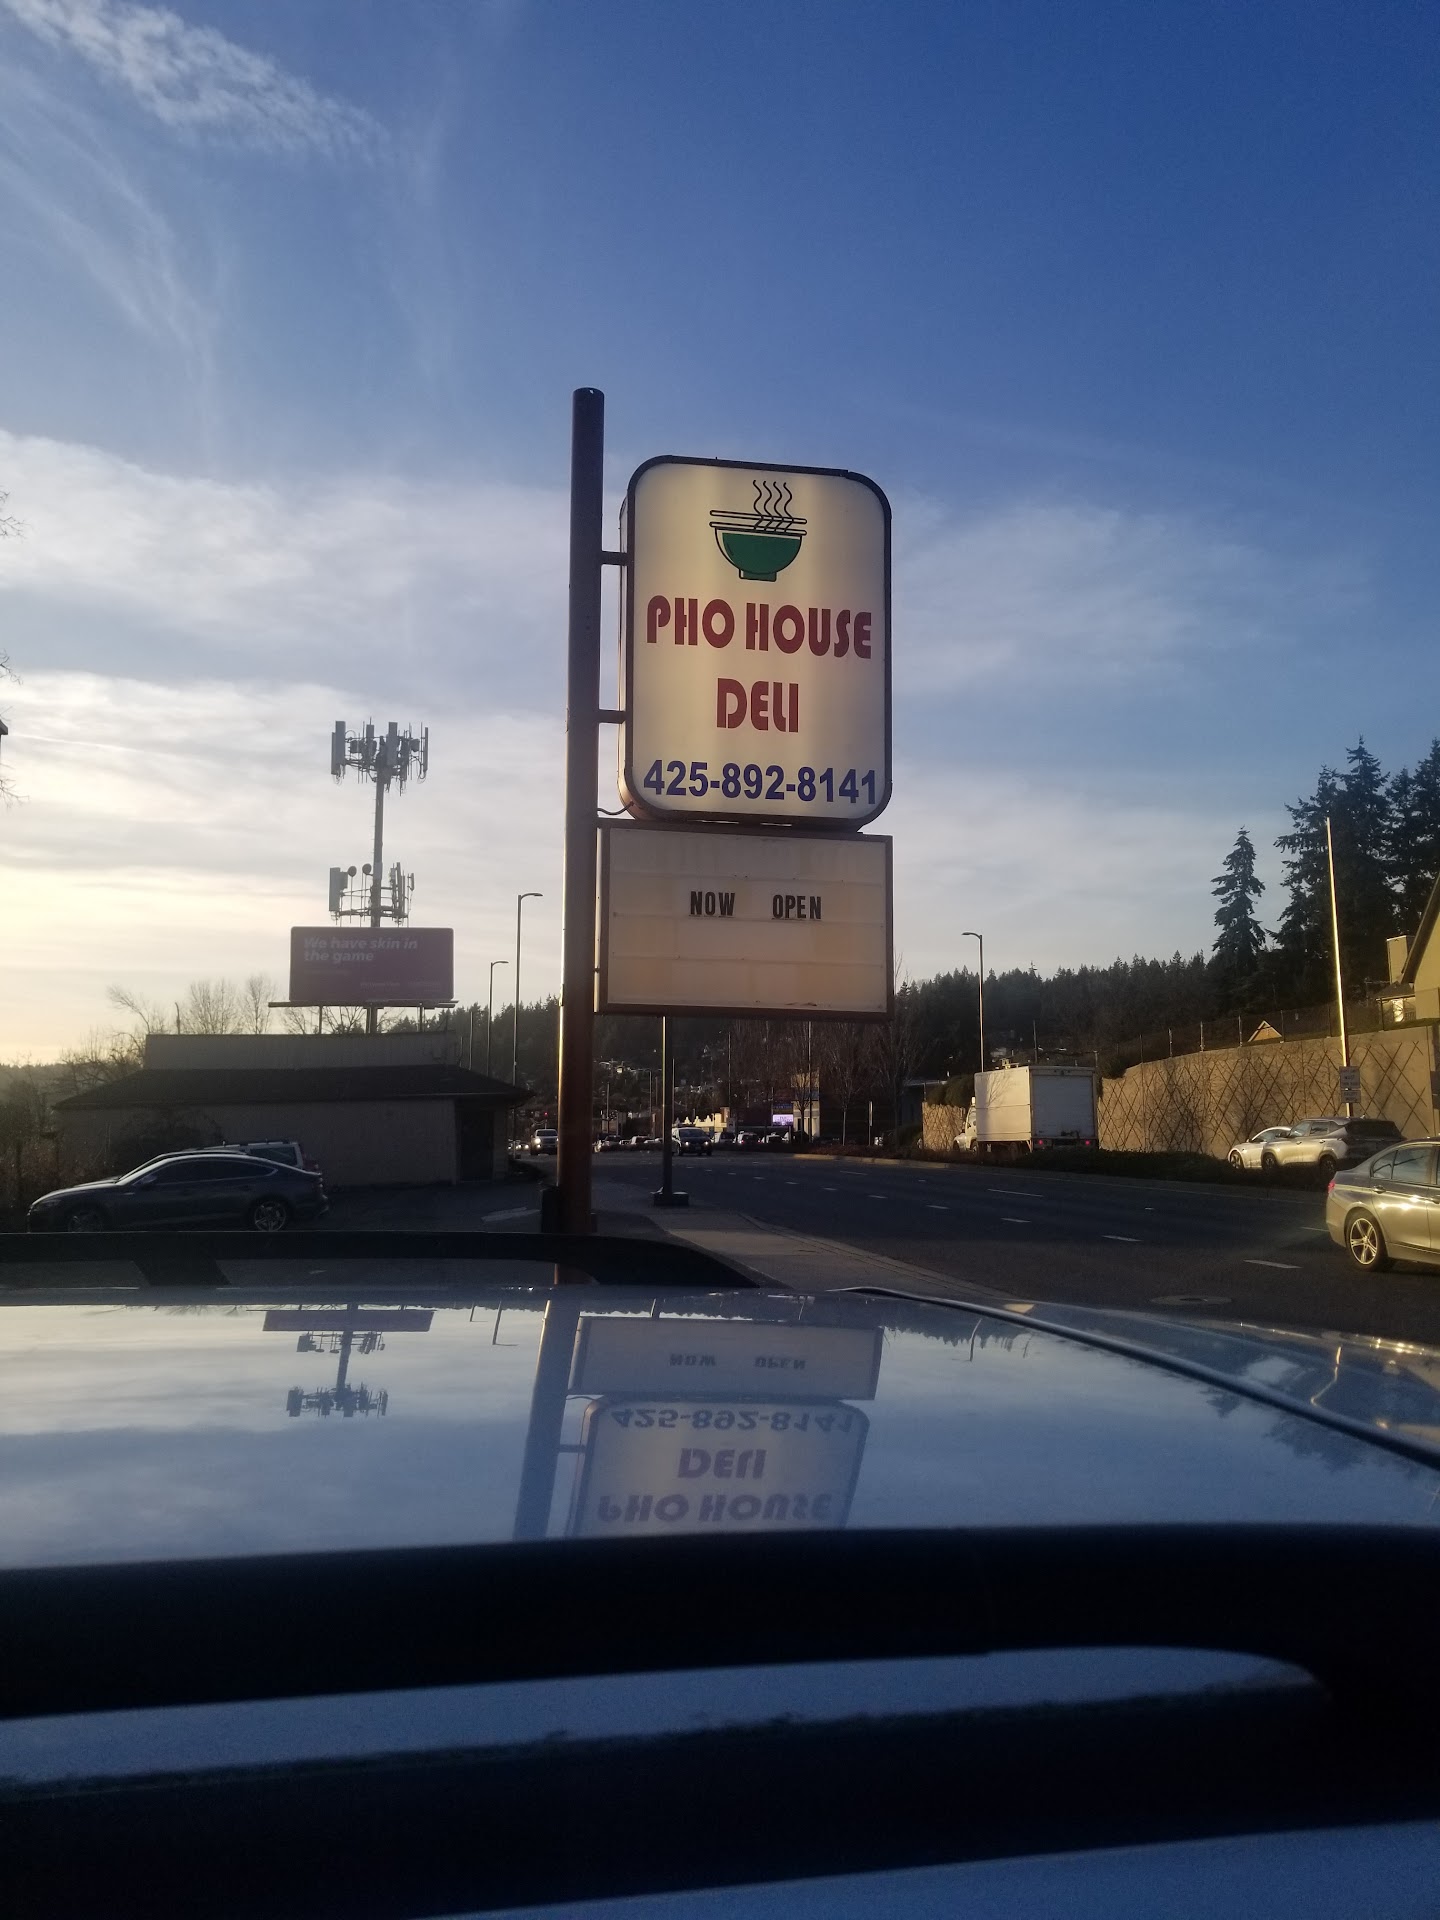 PHO HOUSE
DELI
425-892-8141
NOW OPEN
We have skin in
the game